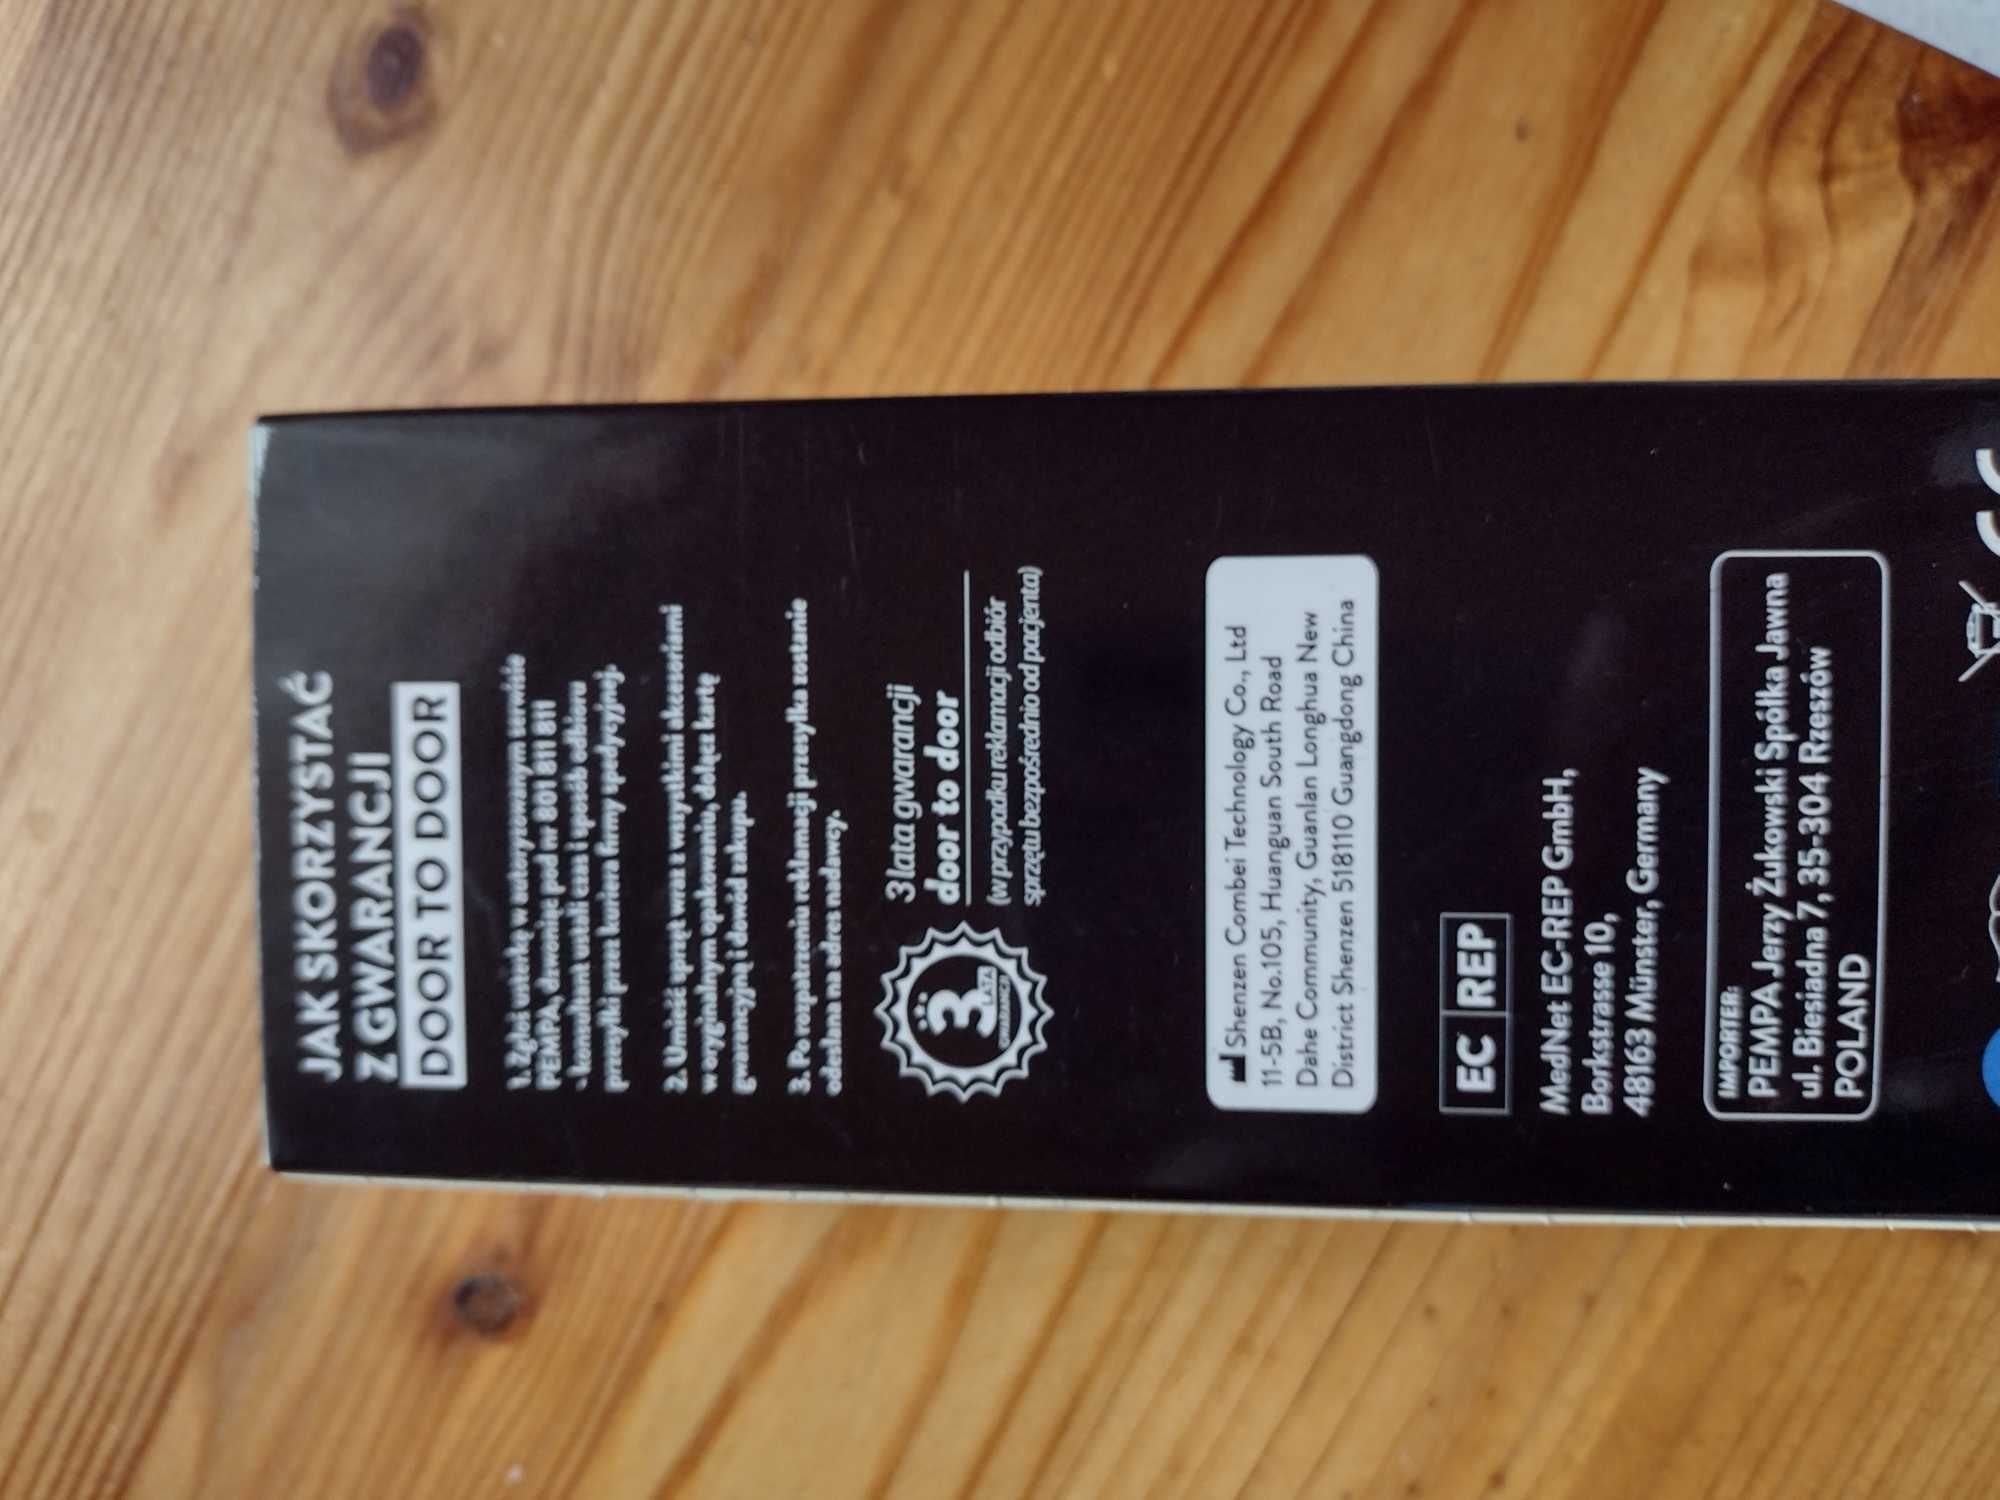 JAK SKORZYSTAĆ
Z GWARANCJI
DOOR TO DOOR
1. Zgłoś usterkę w autoryzowanym serwisie
PEMPA, dzwoniąc pod nr 801 811 811
- konsultant ustali czas i sposób odbioru
przesyłki przez kuriera firmy spedycyjnej.
2. Umieść sprzęt wraz z wszystkimi akcesoriami
w oryginalnym opakowaniu, dołącz kartę
gwarancyjną i dowód zakupu.
3. Po rozpatrzeniu reklamacji przesyłka zostanie
odesłana na adres nadawcy.
3
LATA
GWARANCJI
3 lata gwarancji
door to door
(w przypadku reklamacji odbiór
sprzętu bezpośrednio od pacjenta)
Shenzen Combei Technology Co., Ltd
11-5B, No.105, Huanguan South Road
Dahe Community, Guanlan Longhua New
District Shenzen 518110 Guangdong China
EC REP
MedNet EC-REP GmbH,
Borkstrasse 10,
48163 Münster, Germany
IMPORTER:
PEMPA Jerzy Żukowski Spółka Jawna
ul. Biesiadna 7, 35-304 Rzeszów
POLAND